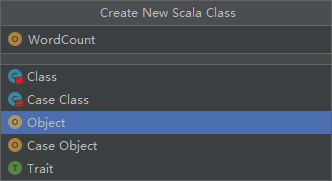 Create New Scala Class
WordCount
Class
Case Class
Object
Case Object
Trait